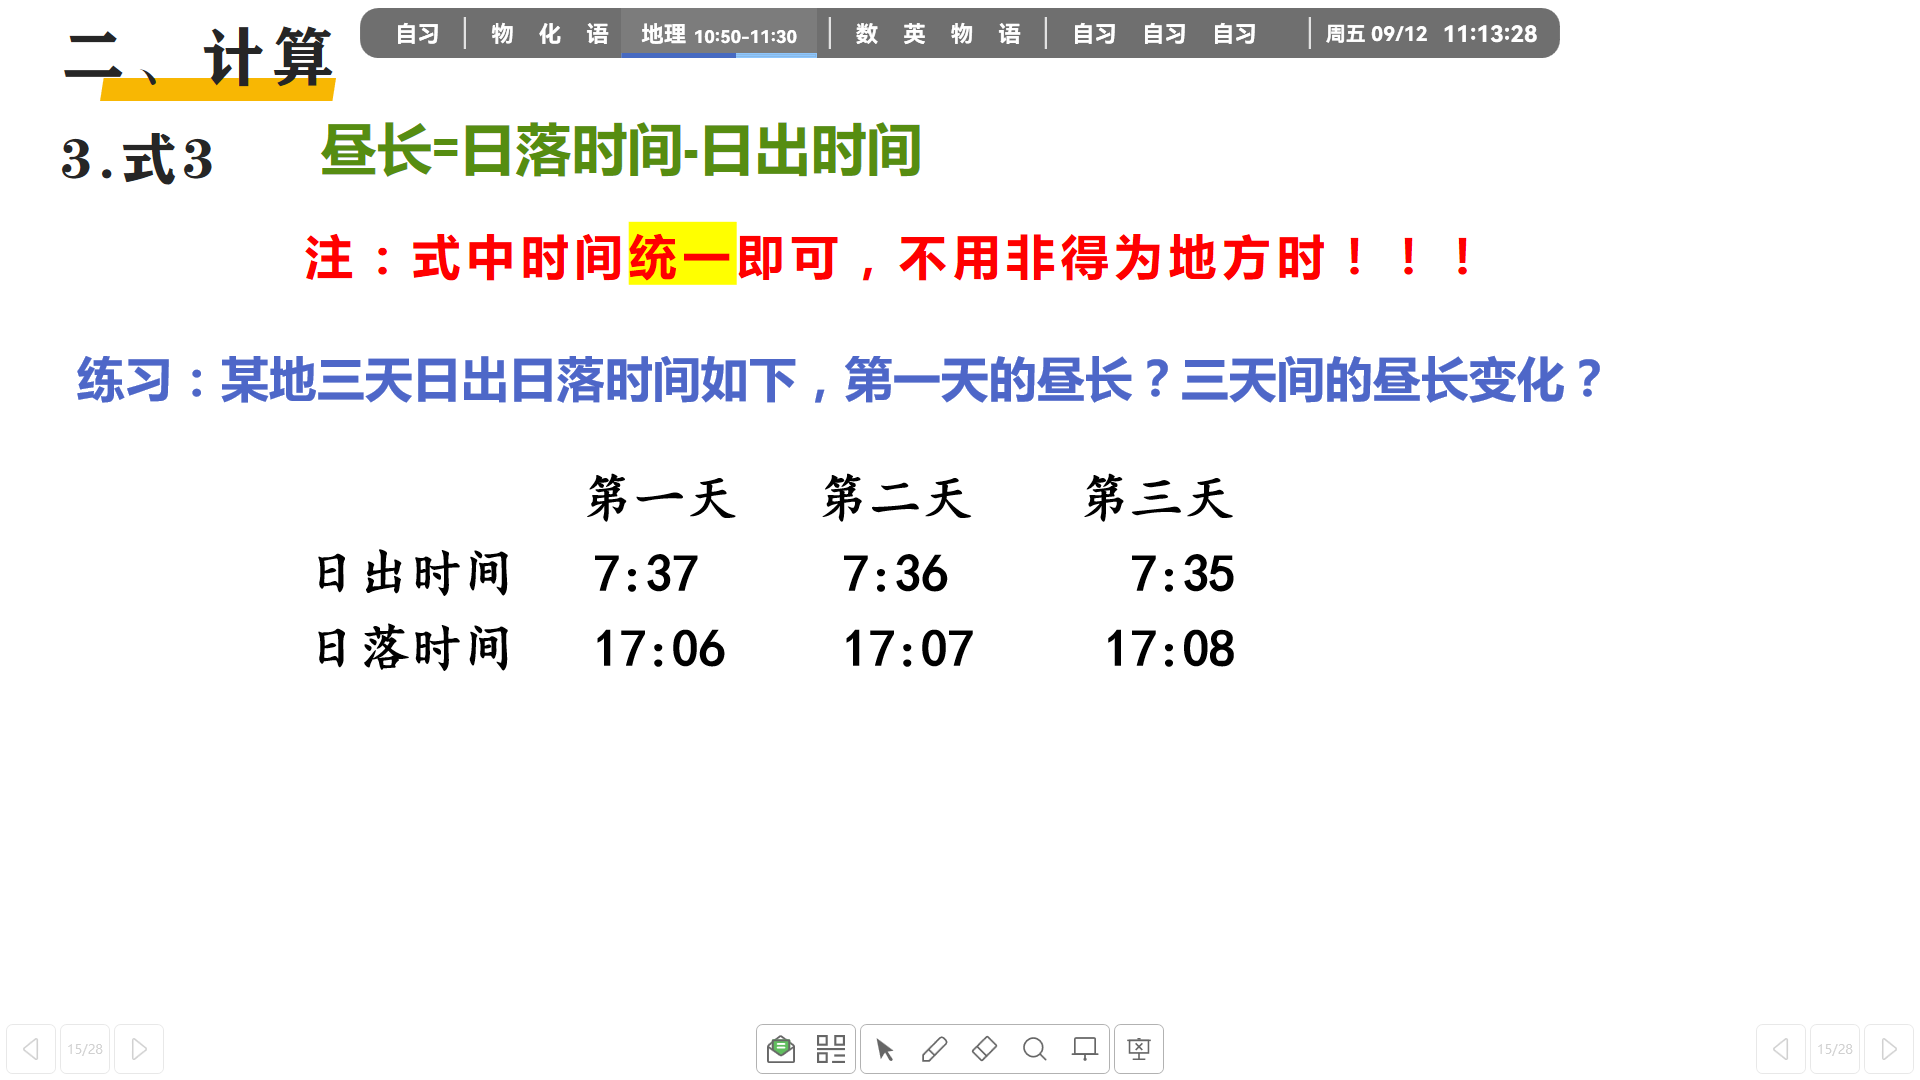 二、计算
自习 物 化 语 地理 10:50-11:30 数 英 物 语 自习 自习 自习 周五 09/12 11:13:28
3.式3 昼长=日落时间-日出时间
注：式中时间统一即可，不用非得为地方时！！！
练习：某地三天日出日落时间如下，第一天的昼长？三天间的昼长变化？
第一天 第二天 第三天
日出时间 7:37 7:36 7:35
日落时间 17:06 17:07 17:08
15/28 15/28